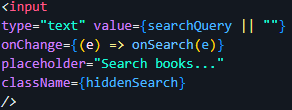 <input
type="text" value={searchQuery || ""}
onChange={(e) => onSearch(e)}
placeholder="Search books..."
className={hiddenSearch}
/>